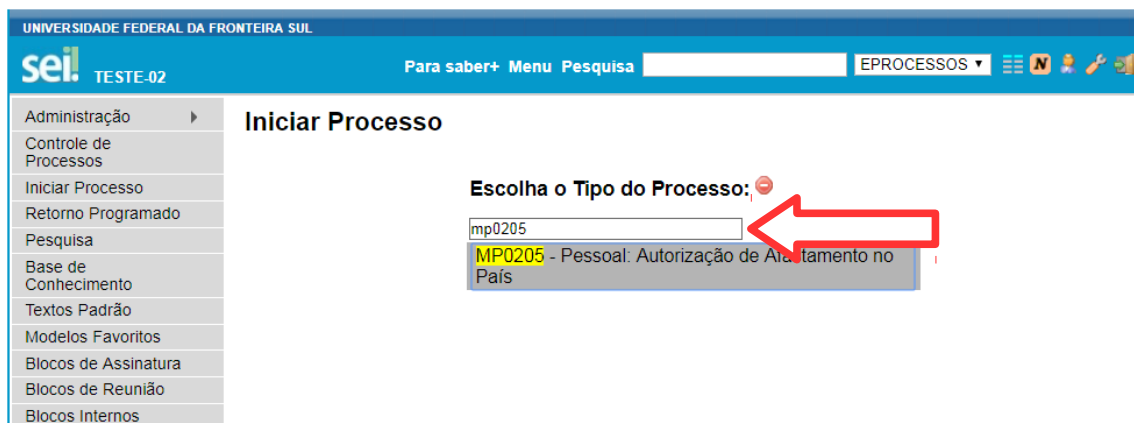 UNIVERSIDADE FEDERAL DA FRONTEIRA SUL
sei! TESTE-02
Para saber+ Menu Pesquisa EPROCESSOS
Administração
Controle de
Processos
Iniciar Processo
Retorno Programado
Pesquisa
Base de
Conhecimento
Textos Padrão
Modelos Favoritos
Blocos de Assinatura
Blocos de Reunião
Blocos Internos
Iniciar Processo
Escolha o Tipo do Processo:
mp0205
MP0205 - Pessoal: Autorização de Afastamento no
País